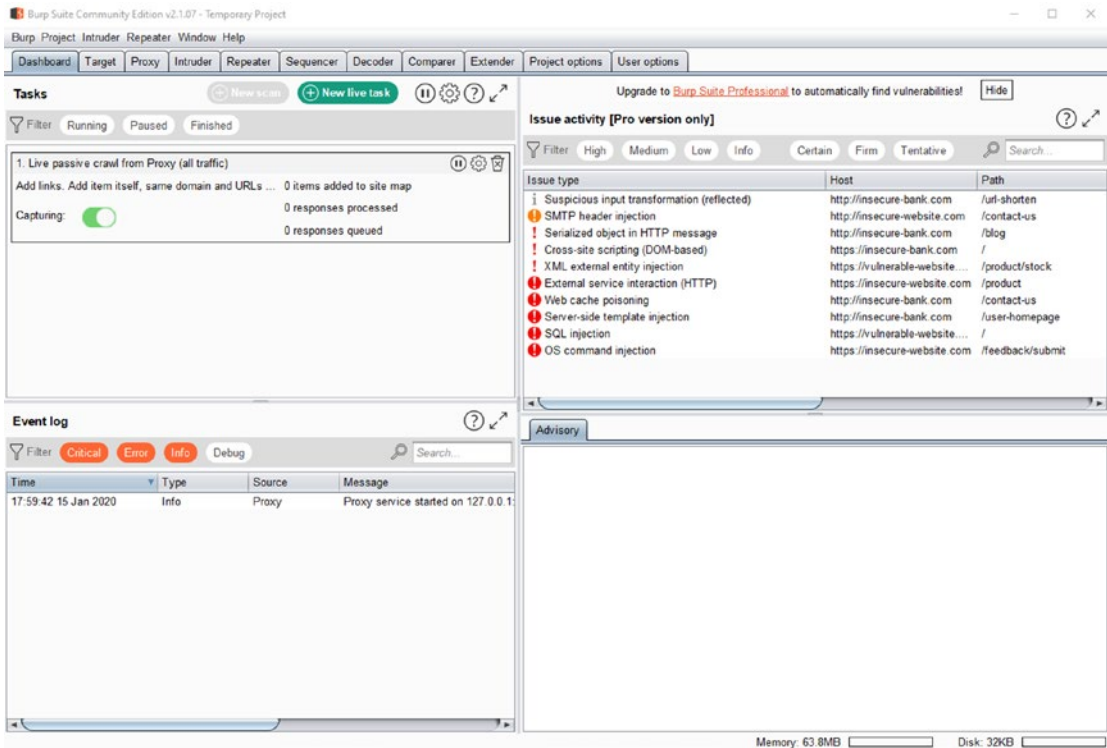 Burp Suite Community Edition v2.1.07 - Temporary Project
Burp Project Intruder Repeater Window Help
Dashboard Target Proxy Intruder Repeater Sequencer Decoder Comparer Extender Project options User options
Tasks
New scan
New live task
Filter Running Paused Finished
1. Live passive crawl from Proxy (all traffic)
Add links. Add item itself, same domain and URLs ...
0 items added to site map
0 responses processed
Capturing:
0 responses queued
Event log
Filter Critical Error Info Debug Search...
Time Type Source Message
17:59:42 15 Jan 2020 Info Proxy Proxy service started on 127.0.0.1:
Upgrade to Burp Suite Professional to automatically find vulnerabilities! Hide
Issue activity [Pro version only]
Filter High Medium Low Info Certain Firm Tentative Search...
Issue type Host Path
Suspicious input transformation (reflected) http://insecure-bank.com /url-shorten
SMTP header injection http://insecure-website.com /contact-us
Serialized object in HTTP message http://insecure-bank.com /blog
Cross-site scripting (DOM-based) https://insecure-bank.com /
XML external entity injection https://vulnerable-website.... /product/stock
External service interaction (HTTP) https://insecure-website.com /product
Web cache poisoning http://insecure-bank.com /contact-us
Server-side template injection http://insecure-bank.com /user-homepage
SQL injection https://vulnerable-website.... /
OS command injection https://insecure-website.com /feedback/submit
Advisory
Memory: 63.8MB Disk: 32KB